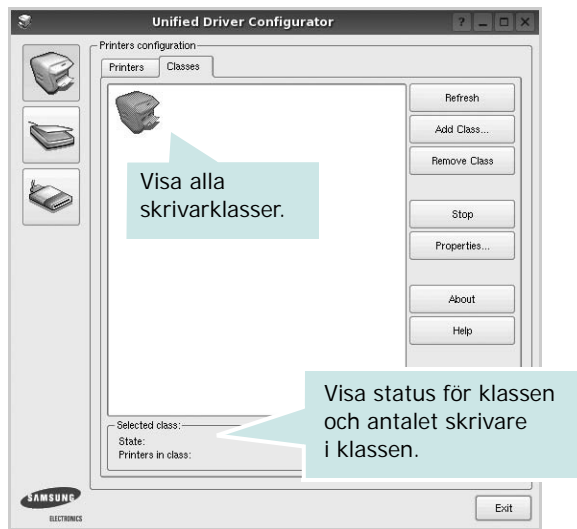 Unified Driver Configurator
Printers configuration
Printers Classes
Refresh
Add Class...
Remove Class
Visa alla
skrivarklasser.
Stop
Properties...
About
Help
Visa status för klassen
och antalet skrivare
i klassen.
Selected class:
State:
Printers in class:
SAMSUNG
ELECTRONICS
Exit